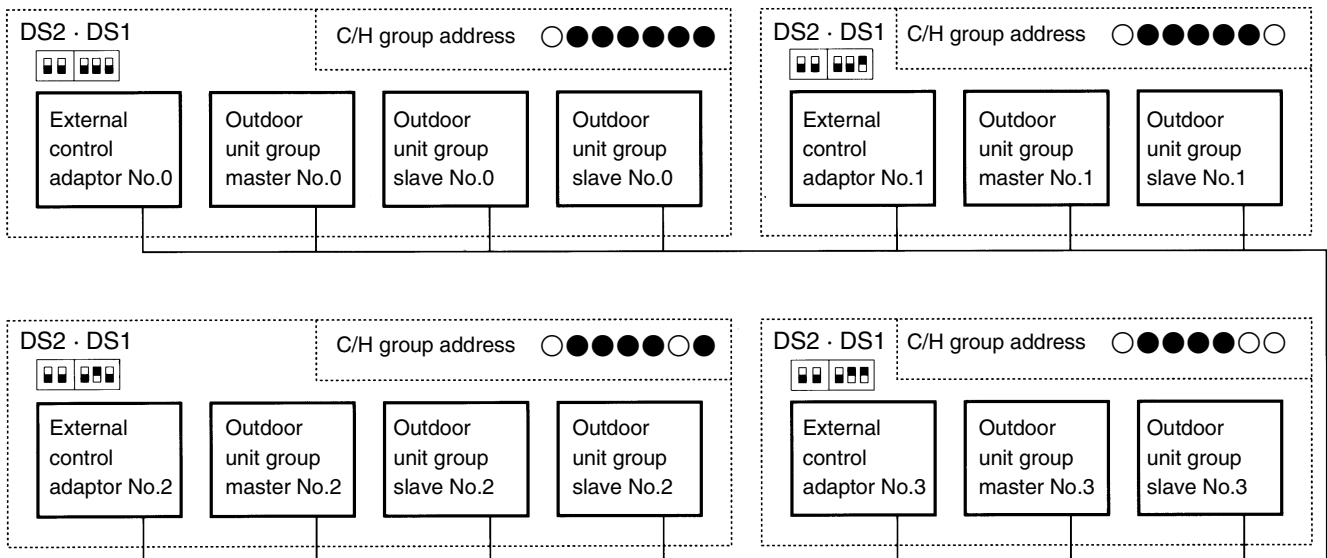 DS2 · DS1
C/H group address ○●●●●●●
External
control
adaptor No.0
Outdoor
unit group
master No.0
Outdoor
unit group
slave No.0
Outdoor
unit group
slave No.0
DS2 · DS1
C/H group address ○●●●●●○
External
control
adaptor No.1
Outdoor
unit group
master No.1
Outdoor
unit group
slave No.1
DS2 · DS1
C/H group address ○●●●●○●
External
control
adaptor No.2
Outdoor
unit group
master No.2
Outdoor
unit group
slave No.2
Outdoor
unit group
slave No.2
DS2 · DS1
C/H group address ○●●●●○○
External
control
adaptor No.3
Outdoor
unit group
master No.3
Outdoor
unit group
slave No.3